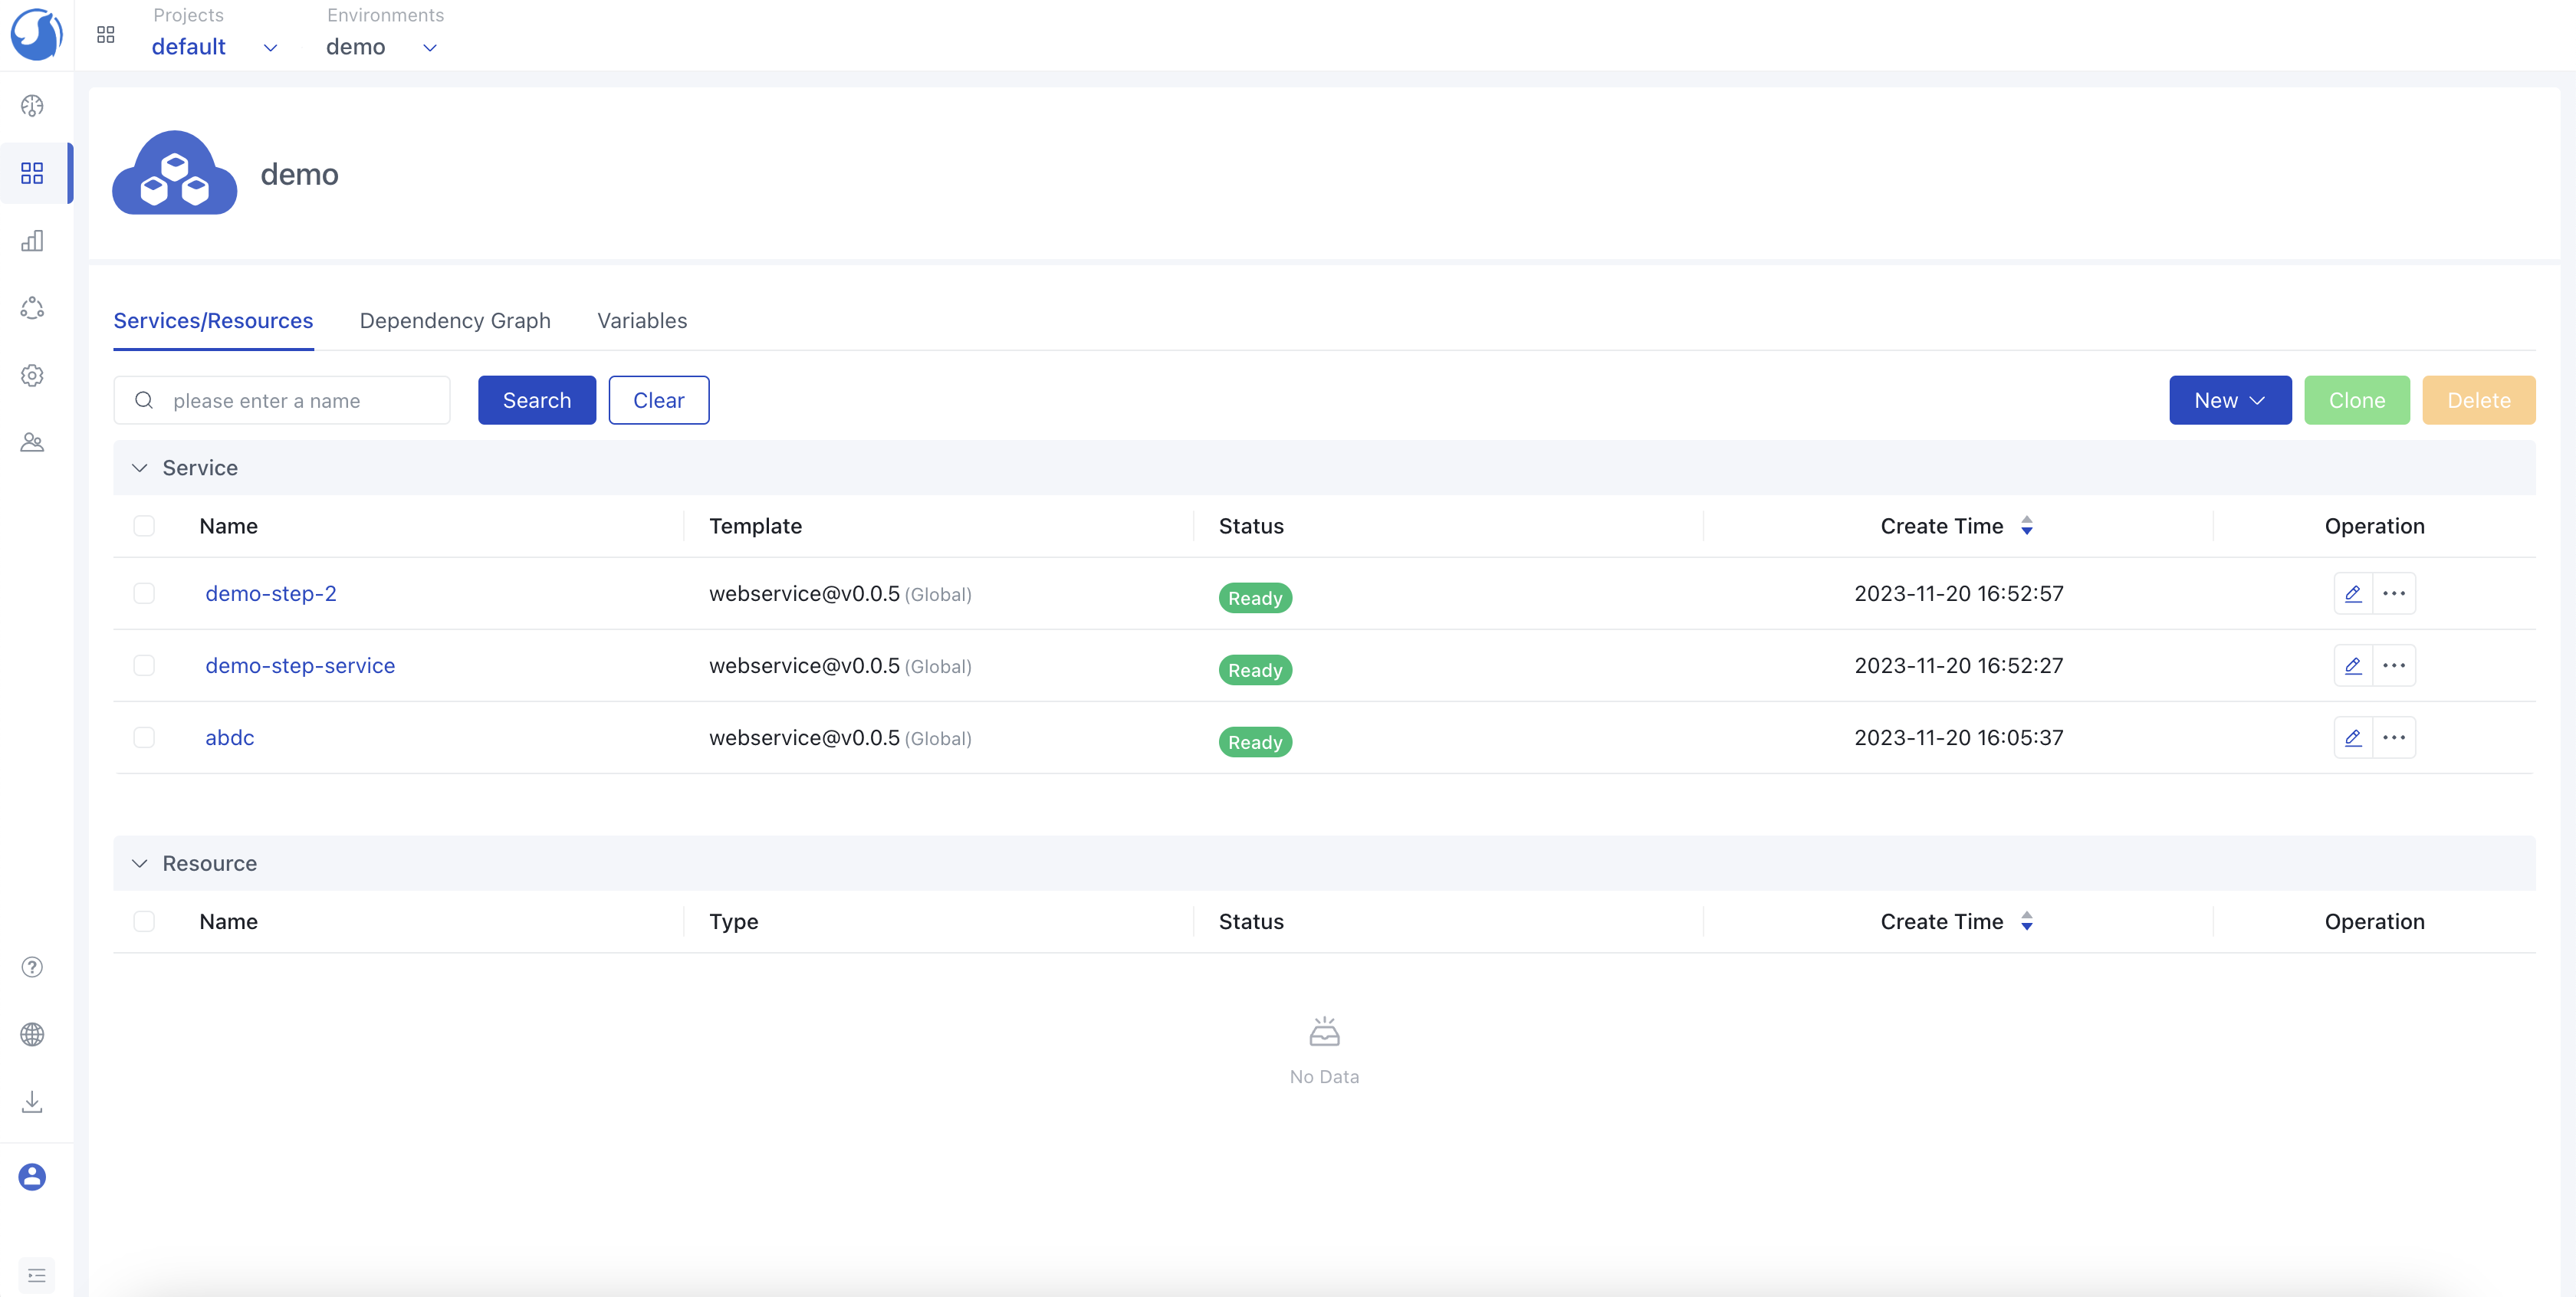 Projects Environments
default demo
demo
Services/Resources Dependency Graph Variables
please enter a name Search Clear New Clone Delete
Service
Name Template Status Create Time Operation
demo-step-2 webservice@v0.0.5 (Global) Ready 2023-11-20 16:52:57
demo-step-service webservice@v0.0.5 (Global) Ready 2023-11-20 16:52:27
abdc webservice@v0.0.5 (Global) Ready 2023-11-20 16:05:37
Resource
Name Type Status Create Time Operation
No Data